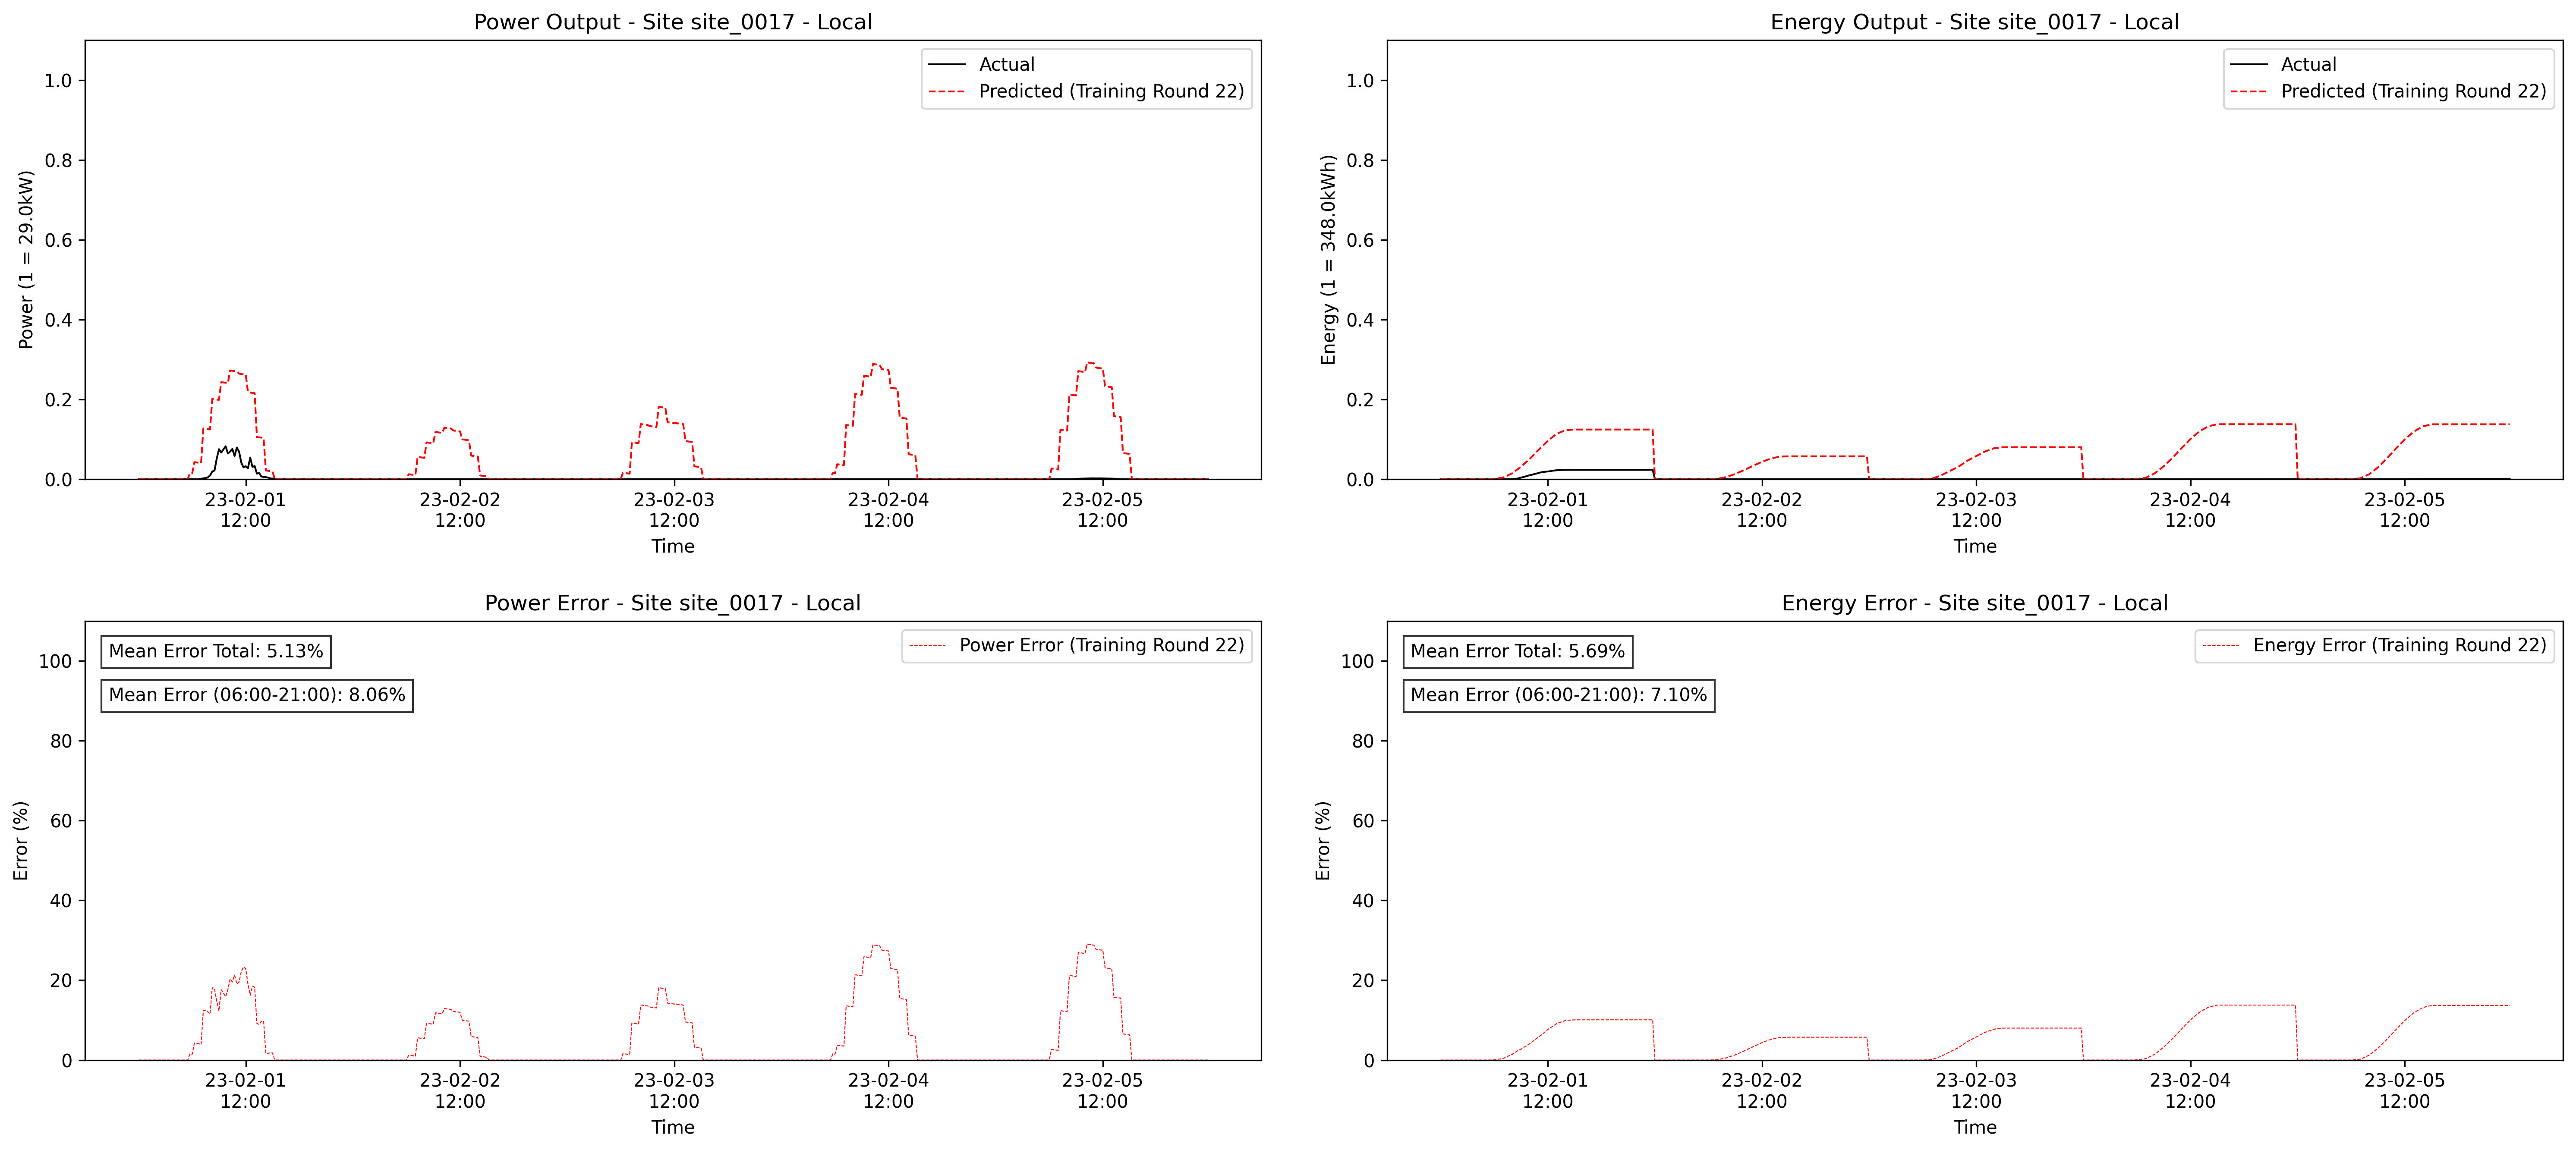 Power Output - Site site_0017 - Local
Actual
Predicted (Training Round 22)
Power (1 = 29.0kW)
1.0
0.8
0.6
0.4
0.2
0.0
23-02-01 23-02-02 23-02-03 23-02-04 23-02-05
12:00 12:00 12:00 12:00 12:00
Time
Energy Output - Site site_0017 - Local
Actual
Predicted (Training Round 22)
Energy (1 = 348.0kWh)
1.0
0.8
0.6
0.4
0.2
0.0
23-02-01 23-02-02 23-02-03 23-02-04 23-02-05
12:00 12:00 12:00 12:00 12:00
Time
Power Error - Site site_0017 - Local
Mean Error Total: 5.13%
Mean Error (06:00-21:00): 8.06%
Power Error (Training Round 22)
Error (%)
100
80
60
40
20
0
23-02-01 23-02-02 23-02-03 23-02-04 23-02-05
12:00 12:00 12:00 12:00 12:00
Time
Energy Error - Site site_0017 - Local
Mean Error Total: 5.69%
Mean Error (06:00-21:00): 7.10%
Energy Error (Training Round 22)
Error (%)
100
80
60
40
20
0
23-02-01 23-02-02 23-02-03 23-02-04 23-02-05
12:00 12:00 12:00 12:00 12:00
Time